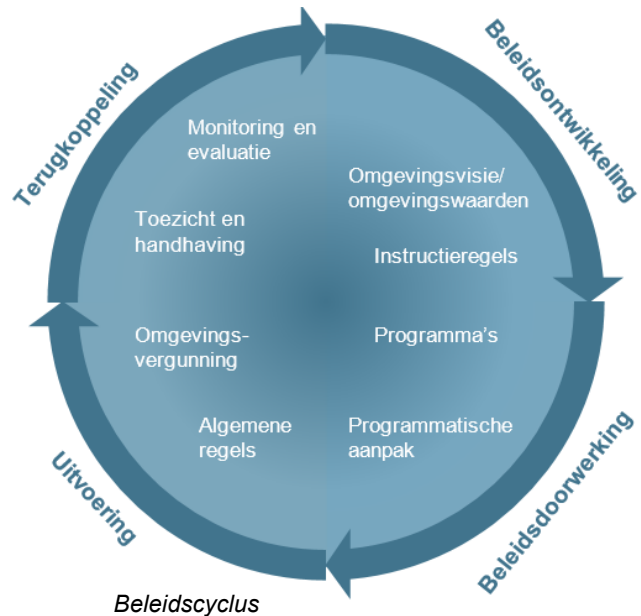 Terugkoppeling
Beleidsontwikkeling
Monitoring en
evaluatie
Omgevingsvisie/
omgevingswaarden
Toezicht en
handhaving
Instructieregels
Omgevings-
vergunning
Programma's
Algemene
regels
Programmatische
aanpak
Uitvoering
Beleidsdoorwerking
Beleidscyclus